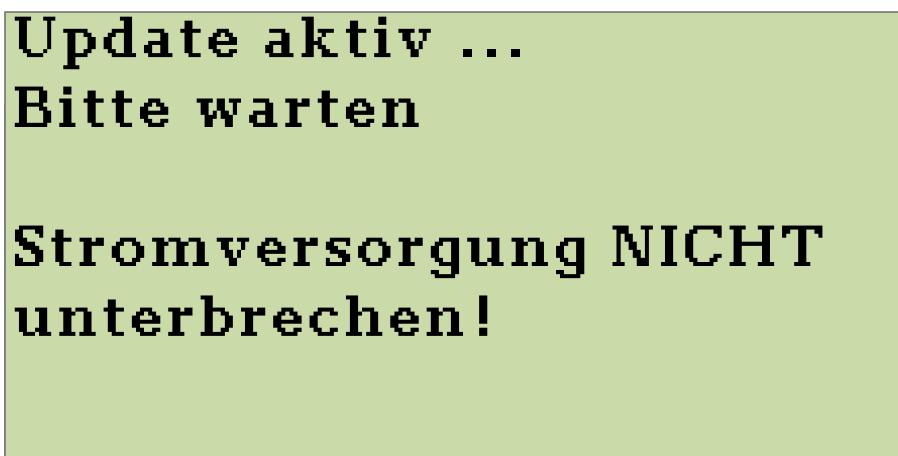 Update aktiv ...
Bitte warten
Stromversorgung NICHT
unterbrechen!